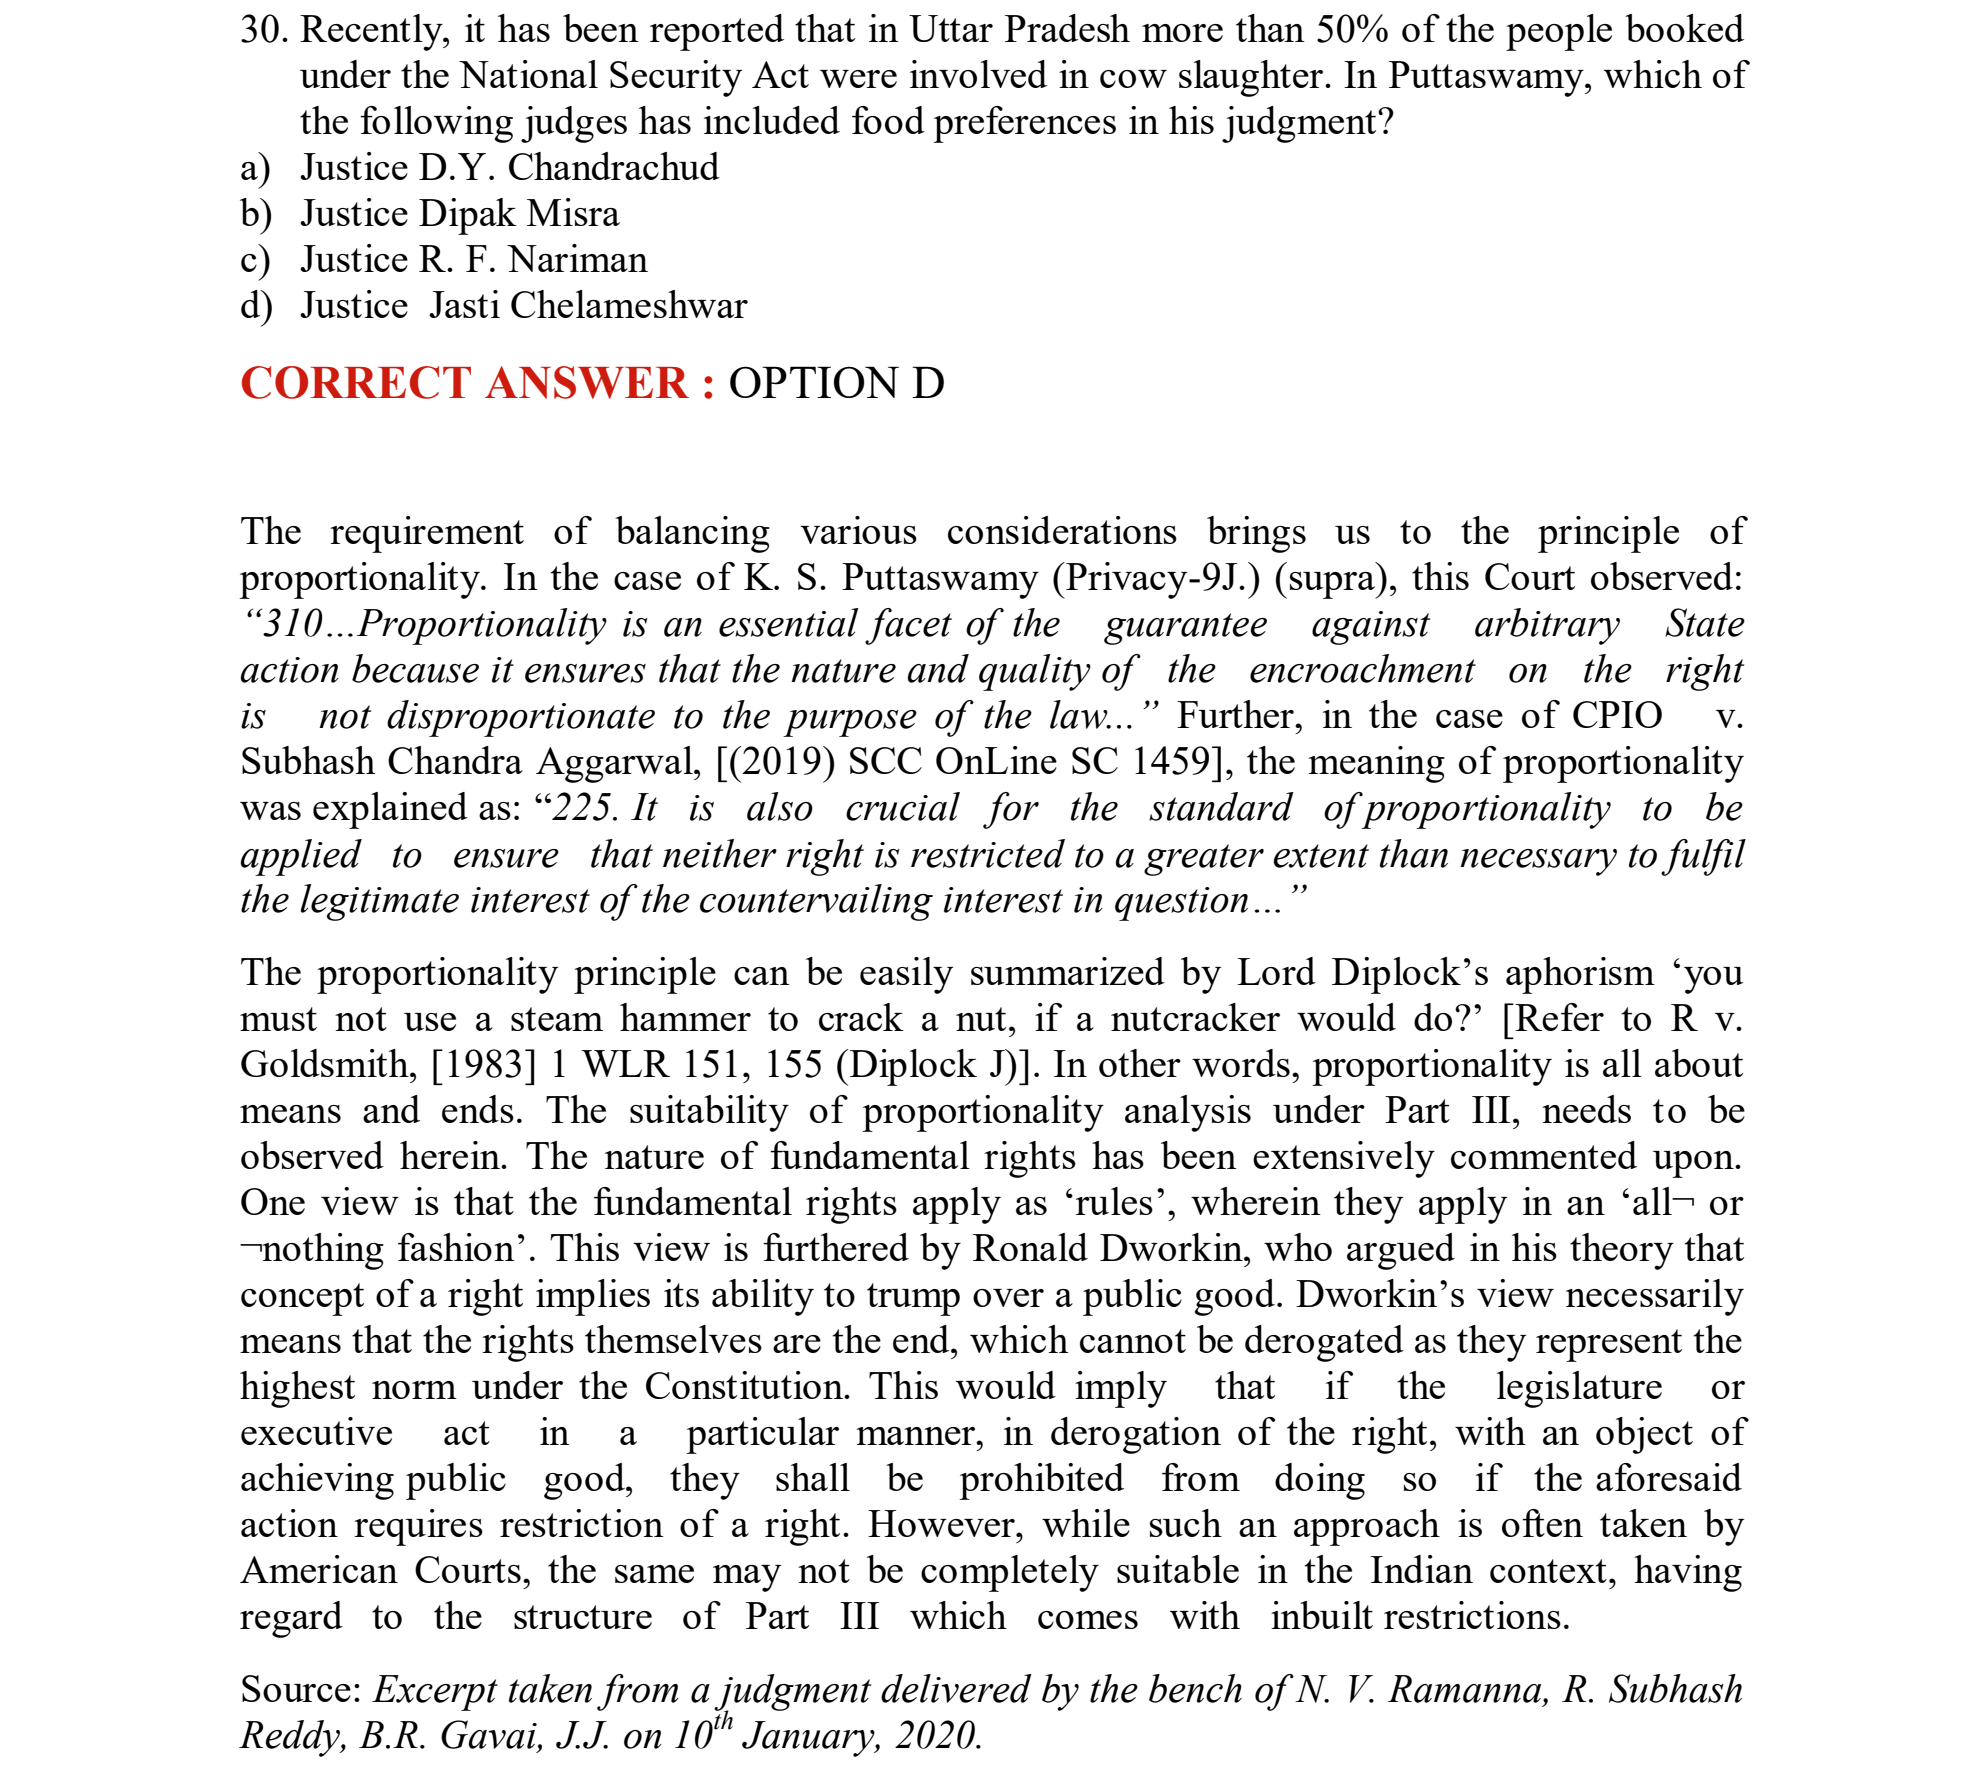 30. Recently, it has been reported that in Uttar Pradesh more than 50% of the people booked
under the National Security Act were involved in cow slaughter. In Puttaswamy, which of
the following judges has included food preferences in his judgment?
a) Justice D.Y. Chandrachud
b) Justice Dipak Misra
c) Justice R. F. Nariman
d) Justice Jasti Chelameshwar
CORRECT ANSWER : OPTION D
The requirement of balancing various considerations brings us to the principle of
proportionality. In the case of K. S. Puttaswamy (Privacy-9J.) (supra), this Court observed:
“310…Proportionality is an essential facet of the guarantee against arbitrary State
action because it ensures that the nature and quality of the encroachment on the right
is not disproportionate to the purpose of the law...” Further, in the case of CPIO v.
Subhash Chandra Aggarwal, [(2019) SCC OnLine SC 1459], the meaning of proportionality
was explained as: “225. It is also crucial for the standard of proportionality to be
applied to ensure that neither right is restricted to a greater extent than necessary to fulfil
the legitimate interest of the countervailing interest in question…”
The proportionality principle can be easily summarized by Lord Diplock’s aphorism ‘you
must not use a steam hammer to crack a nut, if a nutcracker would do?’ [Refer to R v.
Goldsmith, [1983] 1 WLR 151, 155 (Diplock J)]. In other words, proportionality is all about
means and ends. The suitability of proportionality analysis under Part III, needs to be
observed herein. The nature of fundamental rights has been extensively commented upon.
One view is that the fundamental rights apply as ‘rules’, wherein they apply in an ‘all¬ or
¬nothing fashion’. This view is furthered by Ronald Dworkin, who argued in his theory that
concept of a right implies its ability to trump over a public good. Dworkin’s view necessarily
means that the rights themselves are the end, which cannot be derogated as they represent the
highest norm under the Constitution. This would imply that if the legislature or
executive act in a particular manner, in derogation of the right, with an object of
achieving public good, they shall be prohibited from doing so if the aforesaid
action requires restriction of a right. However, while such an approach is often taken by
American Courts, the same may not be completely suitable in the Indian context, having
regard to the structure of Part III which comes with inbuilt restrictions.
Source: Excerpt taken from a judgment delivered by the bench of N. V. Ramanna, R. Subhash
Reddy, B.R. Gavai, J.J. on 10th January, 2020.